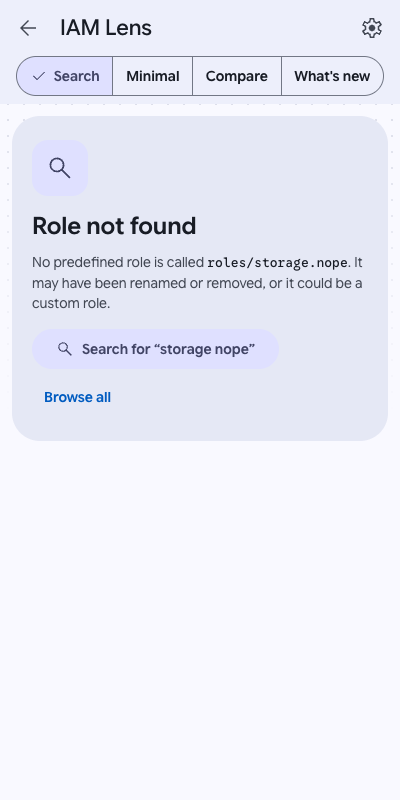 IAM Lens
Search
Minimal
Compare
What's new
Role not found
No predefined role is called roles/storage.nope. It
may have been renamed or removed, or it could be a
custom role.
Search for “storage nope”
Browse all